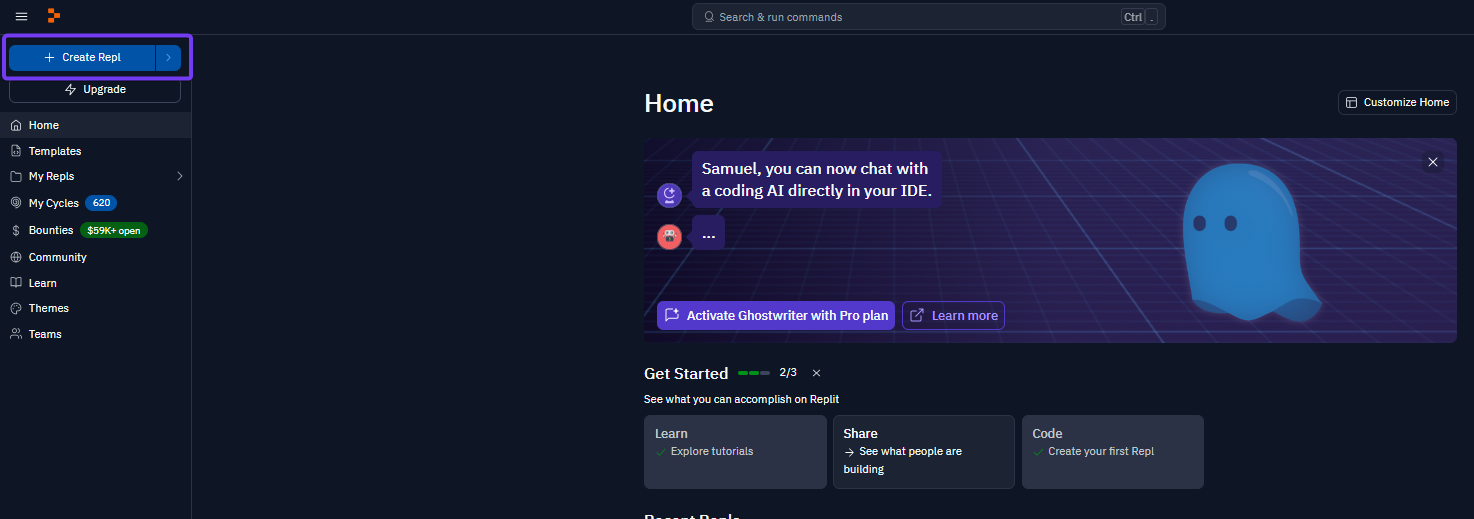 Search & run commands
Ctrl .
Create Repl
Upgrade
Home
Templates
My Repls
My Cycles 620
Bounties $59K+ open
Community
Learn
Themes
Teams
Home
Customize Home
Samuel, you can now chat with
a coding AI directly in your IDE.
...
Activate Ghostwriter with Pro plan
Learn more
Get Started 2/3
See what you can accomplish on Replit
Learn
Explore tutorials
Share
See what people are
building
Code
Create your first Repl
Recent Repls